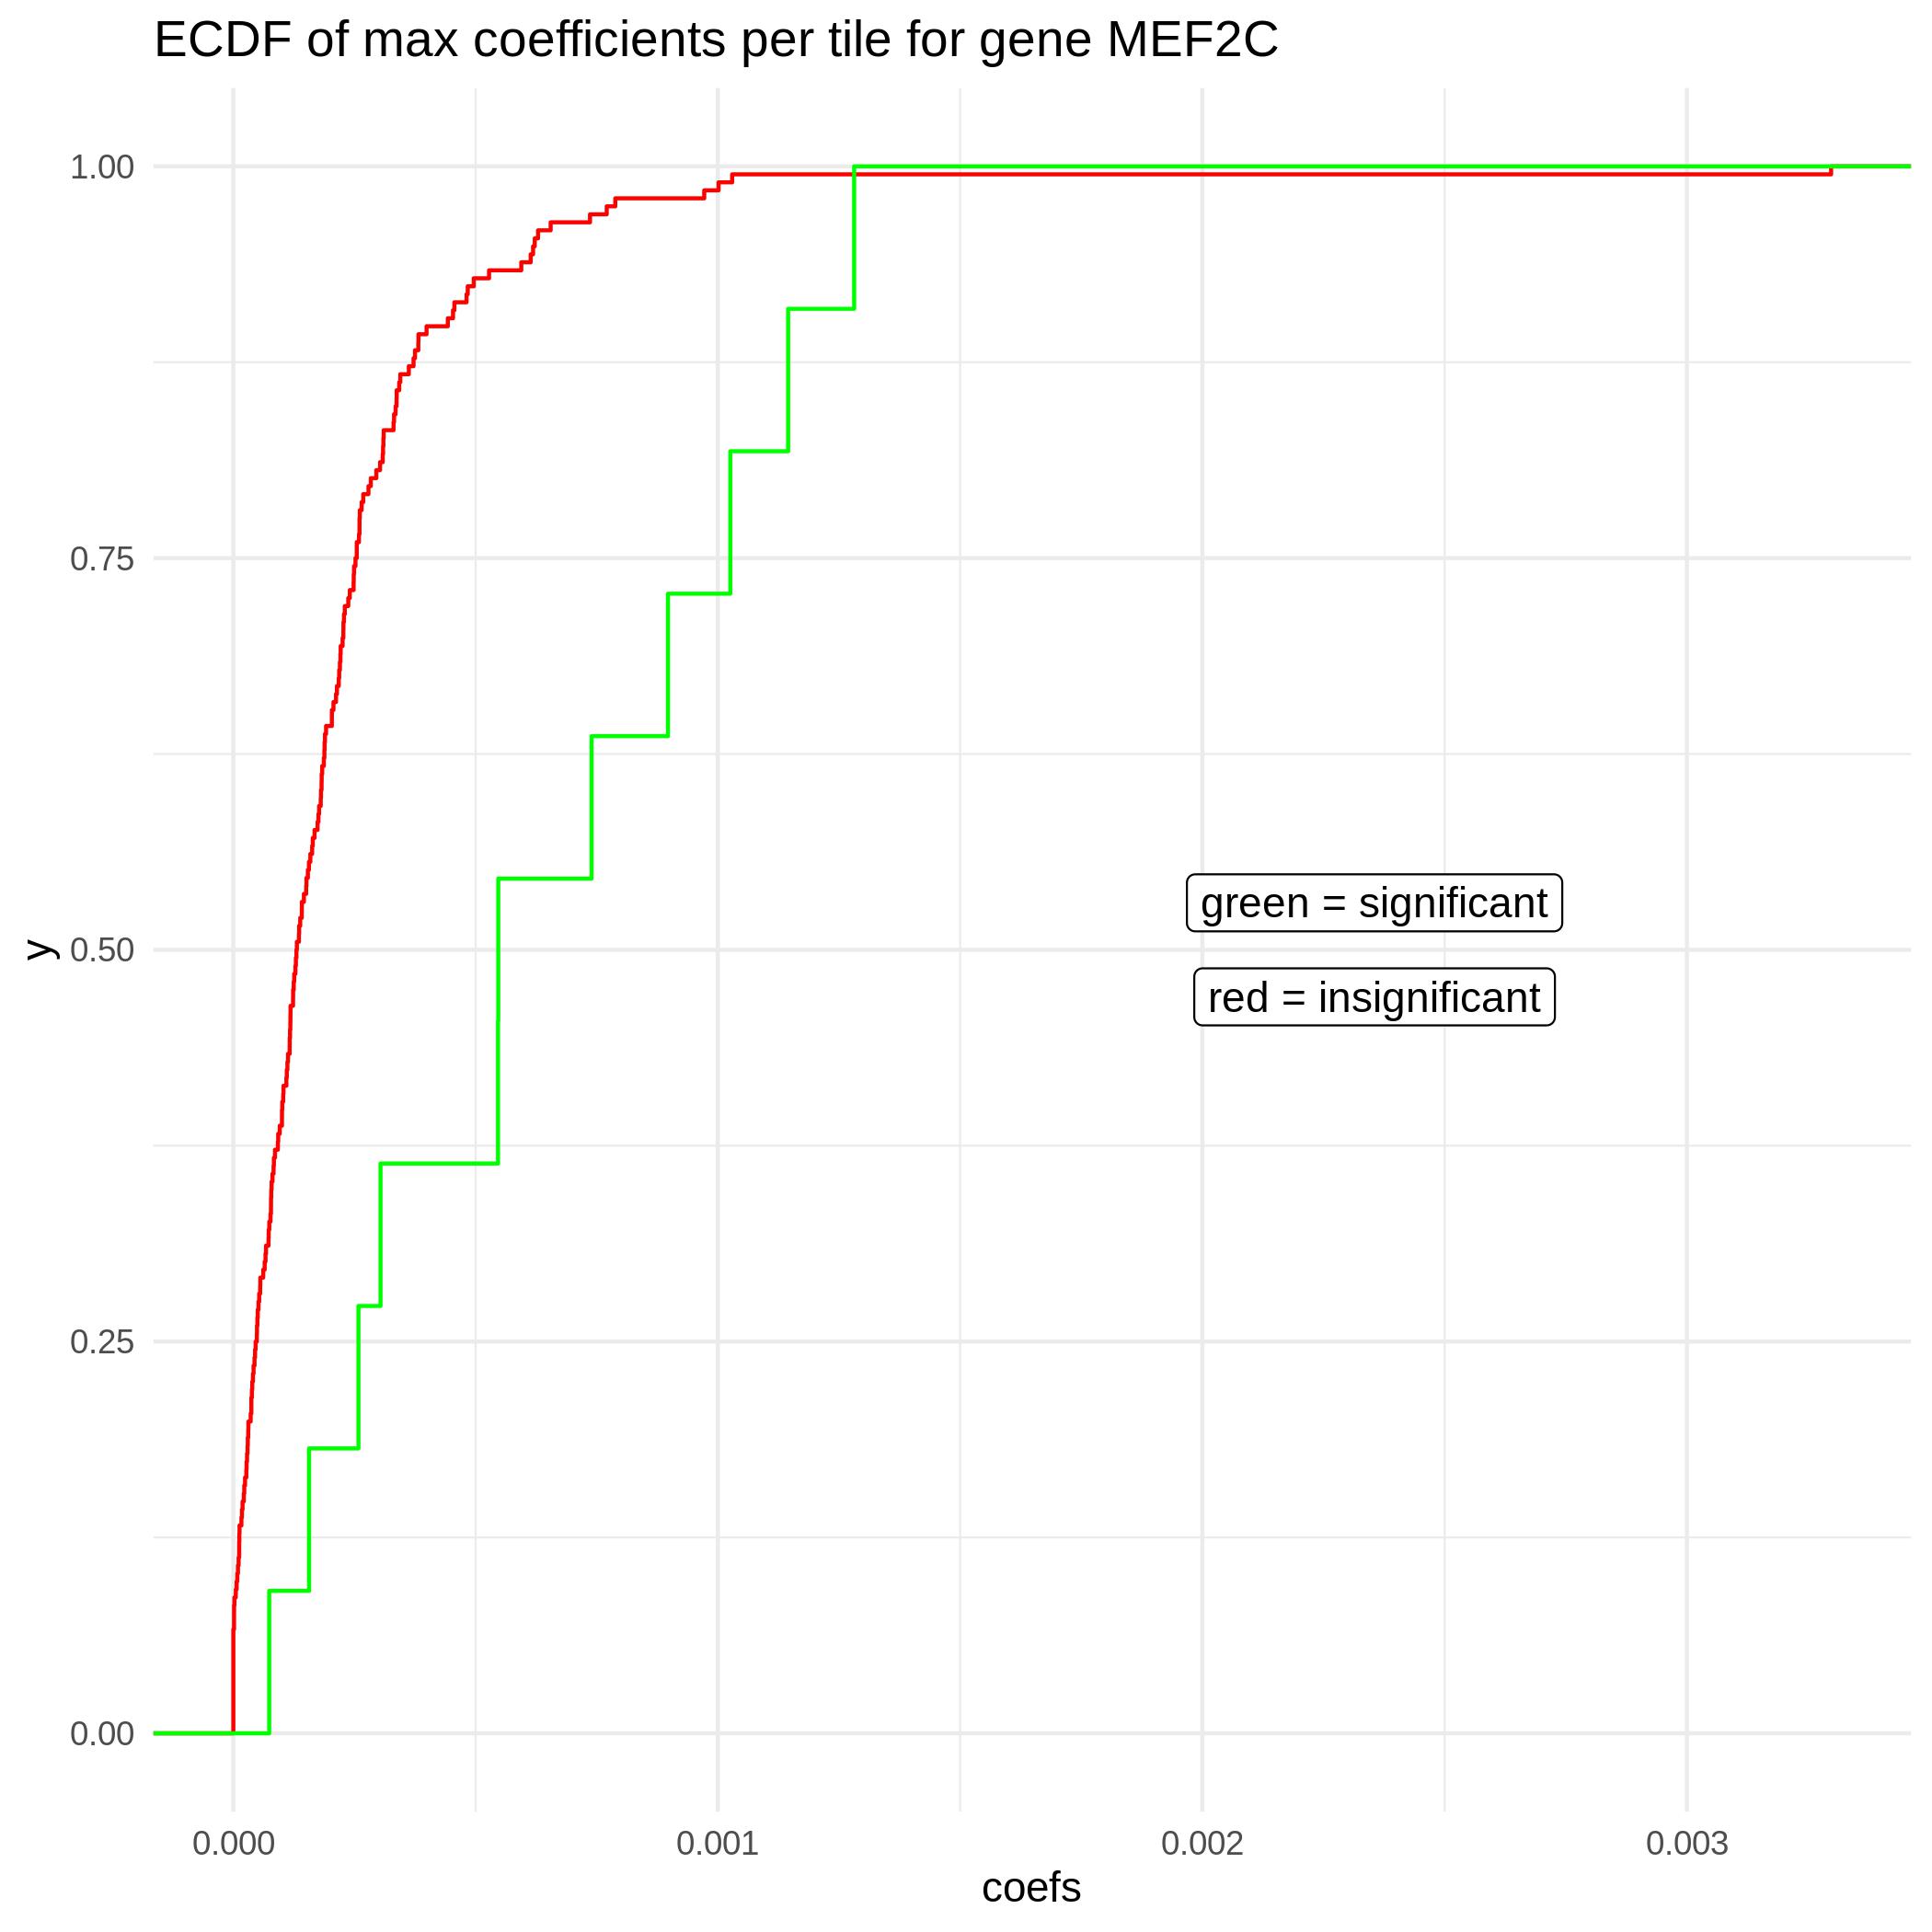 ECDF of max coefficients per tile for gene MEF2C
1.00
0.75
0.50
0.25
0.00
y
green = significant
red = insignificant
0.000 0.001 0.002 0.003
coefs